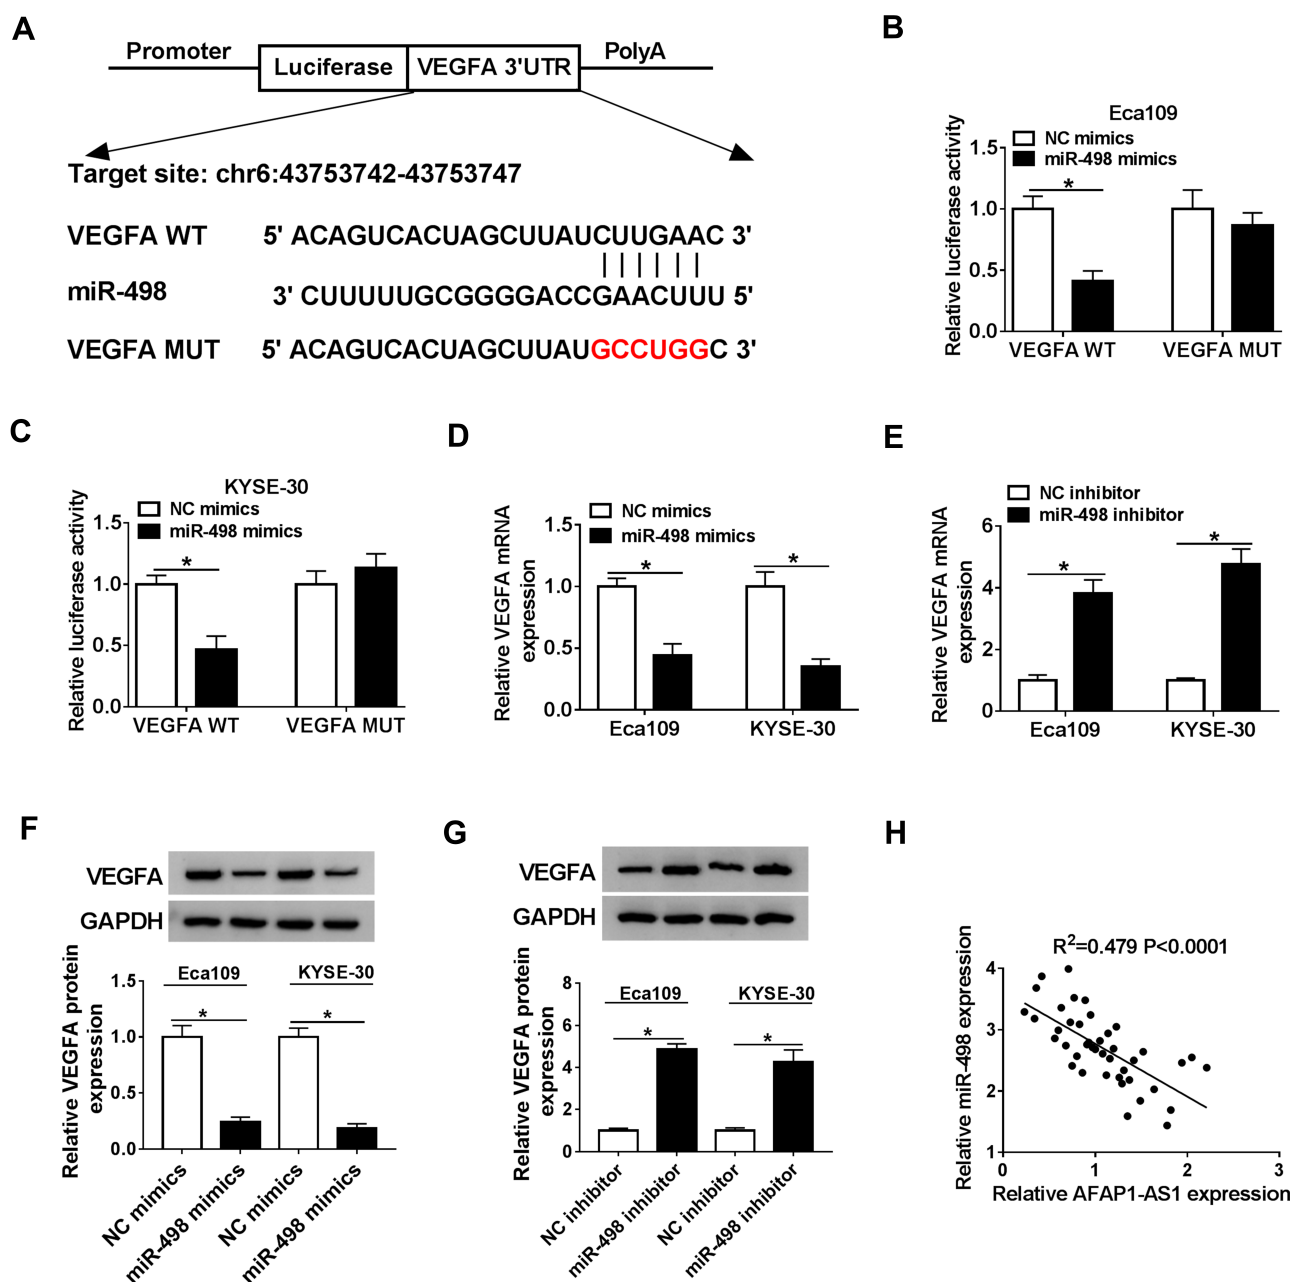 A
Promoter
Luciferase
VEGFA 3'UTR
PolyA
Target site: chr6:43753742-43753747
VEGFA WT 5' ACAGUCACUAGCUUAUCUUGAAC 3'
miR-498 3' CUUUUUGCGGGGACCGAACUUU 5'
VEGFA MUT 5' ACAGUCACUAGCUUAUGCCUGGC 3'
B
Eca109
NC mimics
miR-498 mimics
*
Relative luciferase activity
1.5
1.0
0.5
0.0
VEGFA WT
VEGFA MUT
C
KYSE-30
NC mimics
miR-498 mimics
*
Relative luciferase activity
1.5
1.0
0.5
0.0
VEGFA WT
VEGFA MUT
D
NC mimics
miR-498 mimics
* *
Relative VEGFA mRNA
expression
1.5
1.0
0.5
0.0
Eca109
KYSE-30
E
NC inhibitor
miR-498 inhibitor
* *
Relative VEGFA mRNA
expression
6
4
2
0
Eca109
KYSE-30
F
VEGFA
GAPDH
Eca109
KYSE-30
* *
Relative VEGFA protein
expression
1.5
1.0
0.5
0.0
NC mimics
miR-498 mimics
NC mimics
miR-498 mimics
G
VEGFA
GAPDH
Eca109
KYSE-30
* *
Relative VEGFA protein
expression
8
6
4
2
0
NC inhibitor
miR-498 inhibitor
NC inhibitor
miR-498 inhibitor
H
R²=0.479 P<0.0001
Relative miR-498 expression
4
3
2
1
0 1 2 3
Relative AFAP1-AS1 expression